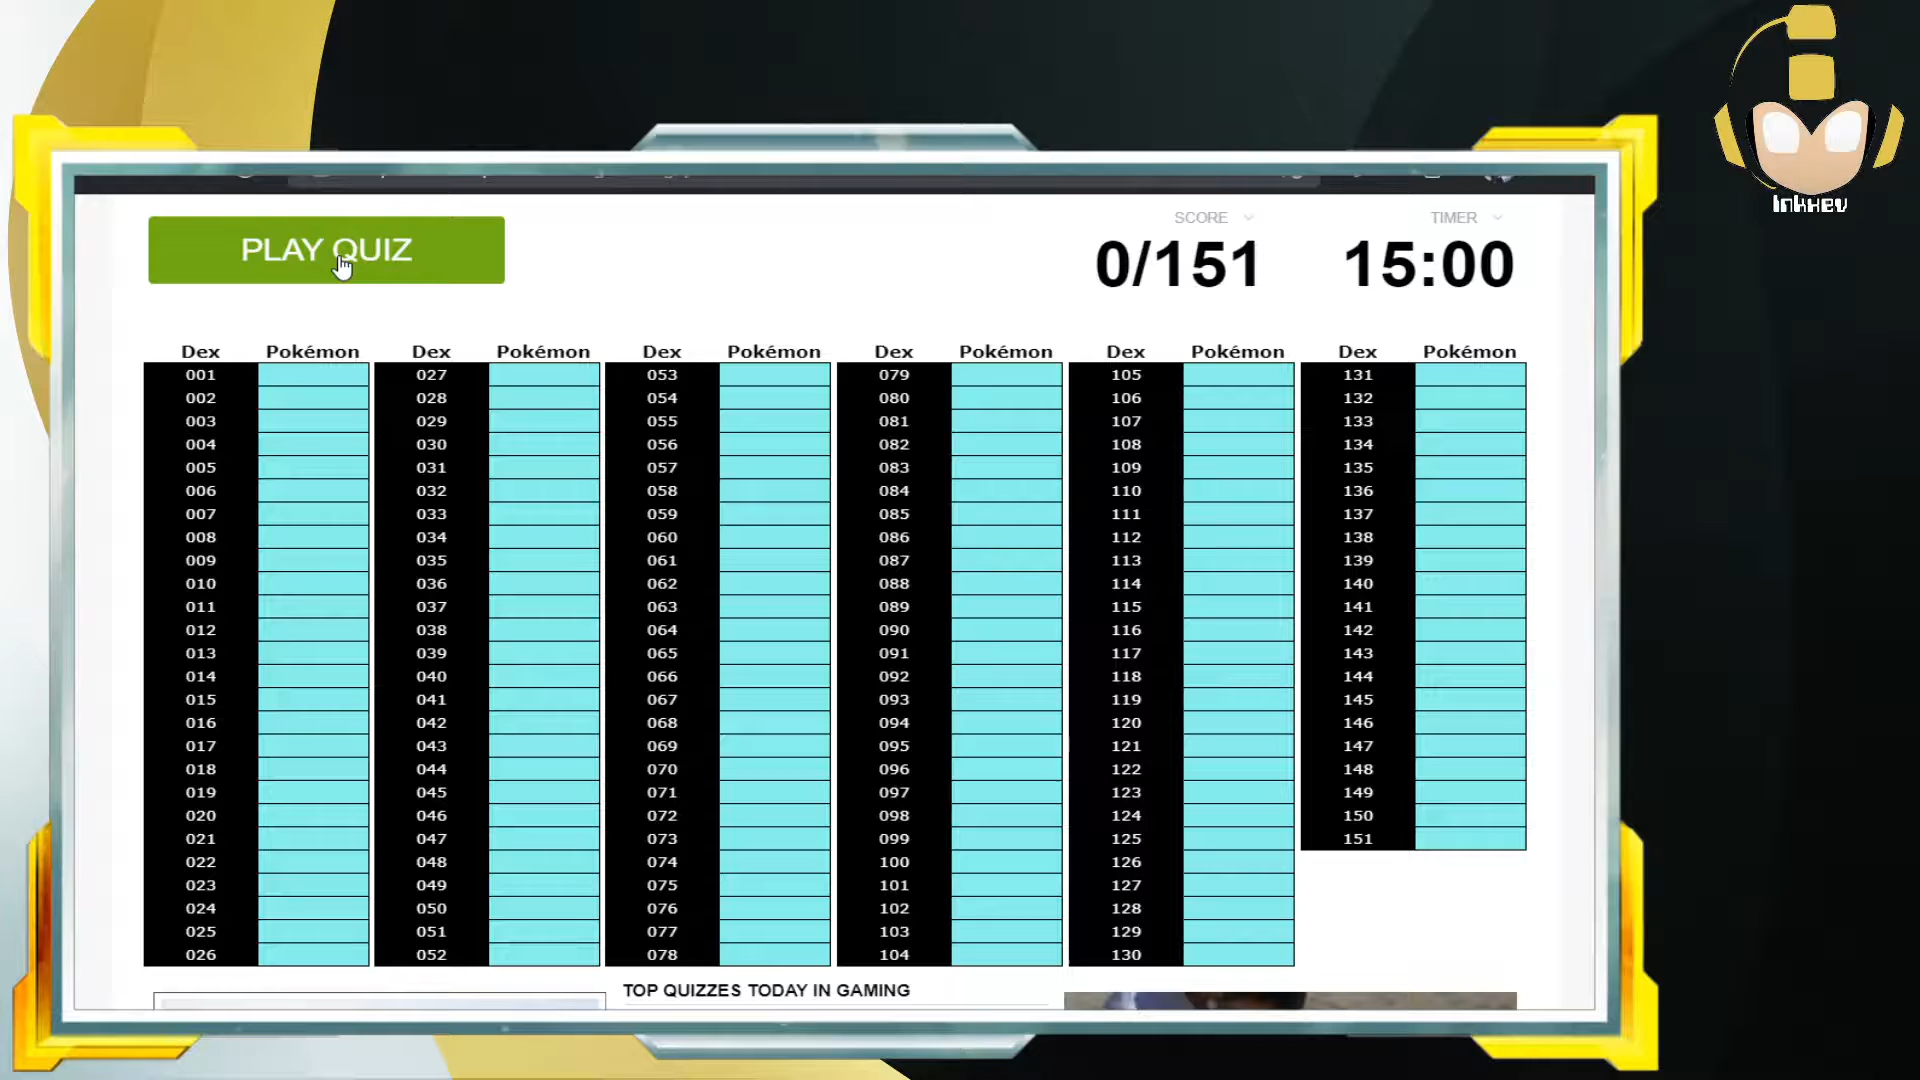 InkHev
PLAY QUIZ
SCORE TIMER
0/151 15:00
Dex Pokémon Dex Pokémon Dex Pokémon Dex Pokémon Dex Pokémon Dex Pokémon
001 027 053 079 105 131
002 028 054 080 106 132
003 029 055 081 107 133
004 030 056 082 108 134
005 031 057 083 109 135
006 032 058 084 110 136
007 033 059 085 111 137
008 034 060 086 112 138
009 035 061 087 113 139
010 036 062 088 114 140
011 037 063 089 115 141
012 038 064 090 116 142
013 039 065 091 117 143
014 040 066 092 118 144
015 041 067 093 119 145
016 042 068 094 120 146
017 043 069 095 121 147
018 044 070 096 122 148
019 045 071 097 123 149
020 046 072 098 124 150
021 047 073 099 125 151
022 048 074 100 126
023 049 075 101 127
024 050 076 102 128
025 051 077 103 129
026 052 078 104 130
TOP QUIZZES TODAY IN GAMING